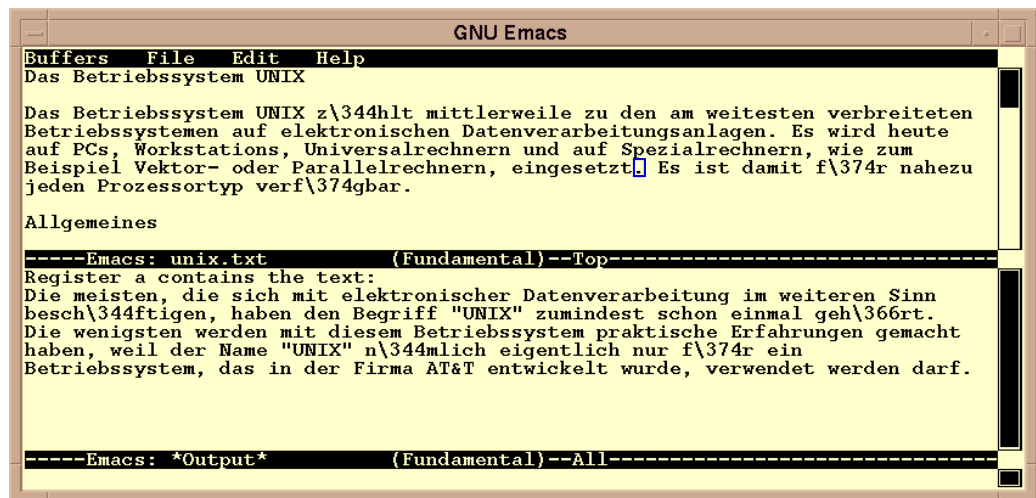 GNU Emacs
Buffers File Edit Help
Das Betriebssystem UNIX
Das Betriebssystem UNIX z\344hlt mittlerweile zu den am weitesten verbreiteten
Betriebssystemen auf elektronischen Datenverarbeitungsanlagen. Es wird heute
auf PCs, Workstations, Universalrechnern und auf Spezialrechnern, wie zum
Beispiel Vektor- oder Parallelrechnern, eingesetzt. Es ist damit f\374r nahezu
jeden Prozessortyp verf\374gbar.
Allgemeines
-----Emacs: unix.txt (Fundamental)--Top--------------------------------
Register a contains the text:
Die meisten, die sich mit elektronischer Datenverarbeitung im weiteren Sinn
besch\344ftigen, haben den Begriff "UNIX" zumindest schon einmal geh\366rt.
Die wenigsten werden mit diesem Betriebssystem praktische Erfahrungen gemacht
haben, weil der Name "UNIX" n\344mlich eigentlich nur f\374r ein
Betriebssystem, das in der Firma AT&T entwickelt wurde, verwendet werden darf.
-----Emacs: *Output* (Fundamental)--All--------------------------------